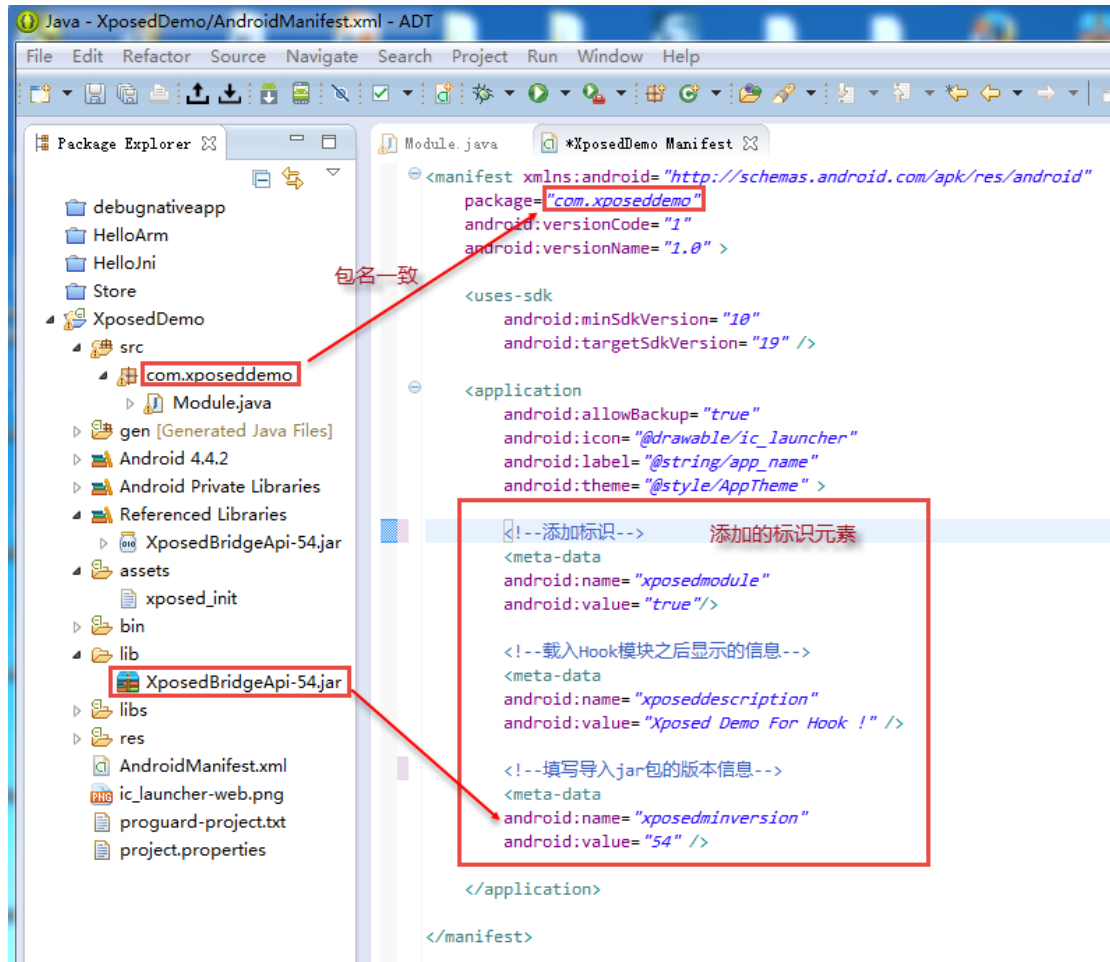 Java - XposedDemo/AndroidManifest.xml - ADT
File Edit Refactor Source Navigate Search Project Run Window Help
Package Explorer
debugnativeapp
HelloArm
HelloJni
Store
XposedDemo
src
com.xposeddemo
Module.java
gen [Generated Java Files]
Android 4.4.2
Android Private Libraries
Referenced Libraries
XposedBridgeApi-54.jar
assets
xposed_init
bin
lib
XposedBridgeApi-54.jar
libs
res
AndroidManifest.xml
ic_launcher-web.png
proguard-project.txt
project.properties
包名一致
Module.java *XposedDemo Manifest
<manifest xmlns:android="http://schemas.android.com/apk/res/android"
package="com.xposeddemo"
android:versionCode="1"
android:versionName="1.0" >
<uses-sdk
android:minSdkVersion="10"
android:targetSdkVersion="19" />
<application
android:allowBackup="true"
android:icon="@drawable/ic_launcher"
android:label="@string/app_name"
android:theme="@style/AppTheme" >
<!--添加标识--> 添加的标识元素
<meta-data
android:name="xposedmodule"
android:value="true"/>
<!--载入Hook模块之后显示的信息-->
<meta-data
android:name="xposeddescription"
android:value="Xposed Demo For Hook !" />
<!--填写导入jar包的版本信息-->
<meta-data
android:name="xposedminversion"
android:value="54" />
</application>
</manifest>